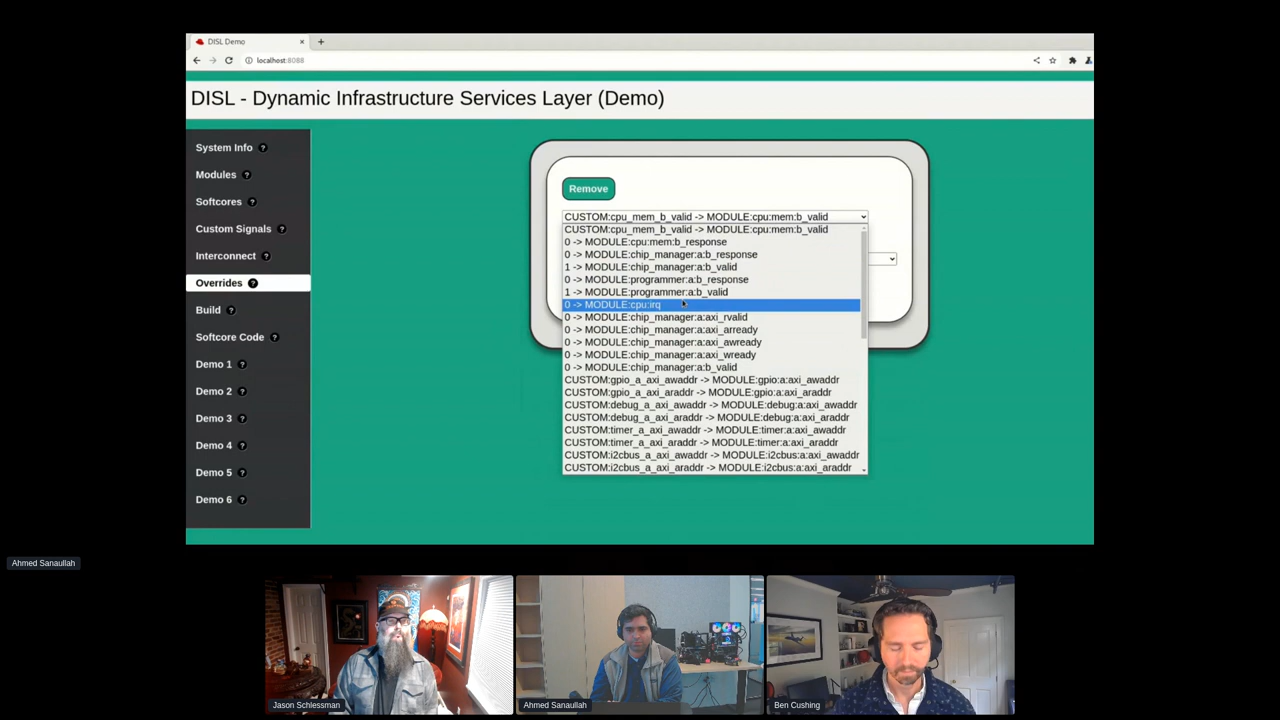 DISL Demo
localhost:8088
DISL - Dynamic Infrastructure Services Layer (Demo)
System Info ?
Modules ?
Softcores ?
Custom Signals ?
Interconnect ?
Overrides ?
Build ?
Softcore Code ?
Demo 1 ?
Demo 2 ?
Demo 3 ?
Demo 4 ?
Demo 5 ?
Demo 6 ?
Remove
CUSTOM:cpu_mem_b_valid -> MODULE:cpu:mem:b_valid
CUSTOM:cpu_mem_b_valid -> MODULE:cpu:mem:b_valid
0 -> MODULE:cpu:mem:b_response
0 -> MODULE:chip_manager:a:b_response
1 -> MODULE:chip_manager:a:b_valid
0 -> MODULE:programmer:a:b_response
1 -> MODULE:programmer:a:b_valid
0 -> MODULE:cpu:irq
0 -> MODULE:chip_manager:a:axi_rvalid
0 -> MODULE:chip_manager:a:axi_arready
0 -> MODULE:chip_manager:a:axi_awready
0 -> MODULE:chip_manager:a:axi_wready
0 -> MODULE:chip_manager:a:b_valid
CUSTOM:gpio_a_axi_awaddr -> MODULE:gpio:a:axi_awaddr
CUSTOM:gpio_a_axi_araddr -> MODULE:gpio:a:axi_araddr
CUSTOM:debug_a_axi_awaddr -> MODULE:debug:a:axi_awaddr
CUSTOM:debug_a_axi_araddr -> MODULE:debug:a:axi_araddr
CUSTOM:timer_a_axi_awaddr -> MODULE:timer:a:axi_awaddr
CUSTOM:timer_a_axi_araddr -> MODULE:timer:a:axi_araddr
CUSTOM:i2cbus_a_axi_awaddr -> MODULE:i2cbus:a:axi_awaddr
CUSTOM:i2cbus_a_axi_araddr -> MODULE:i2cbus:a:axi_araddr
Ahmed Sanaullah
Jason Schlessman
Ahmed Sanaullah
Ben Cushing